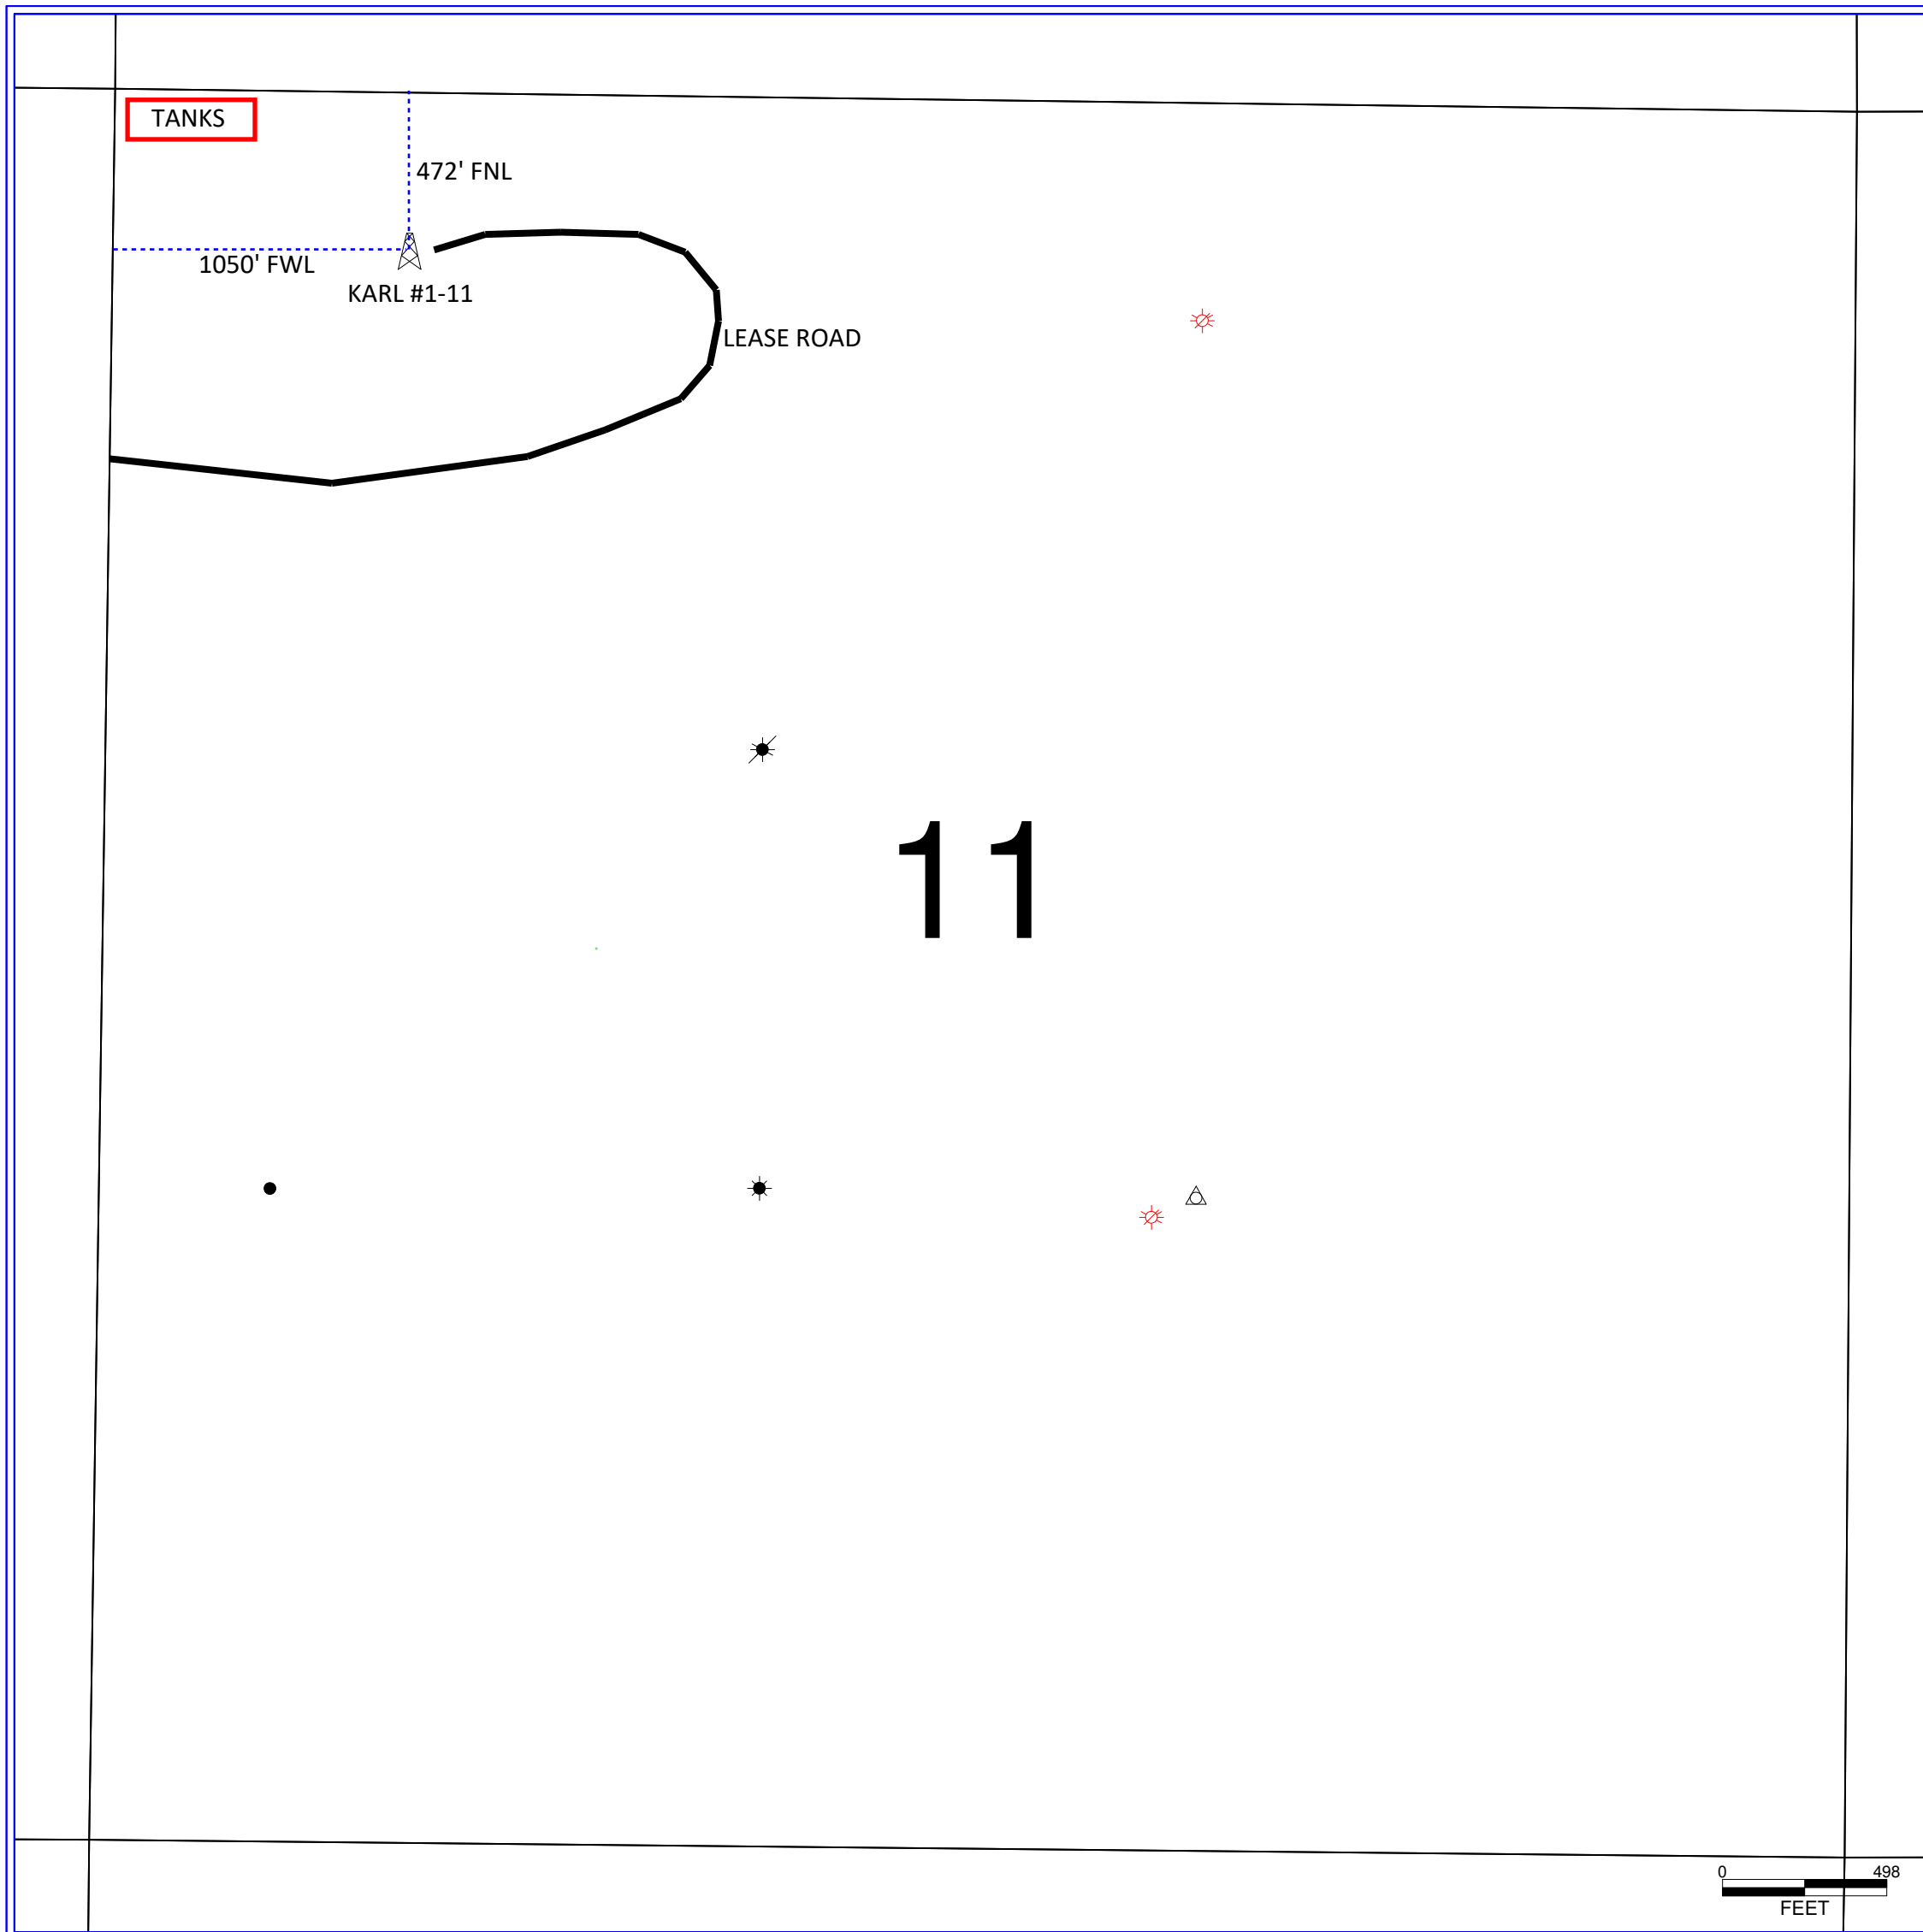 TANKS
472' FNL
1050' FWL
KARL #1-11
LEASE ROAD
11
0 498
FEET